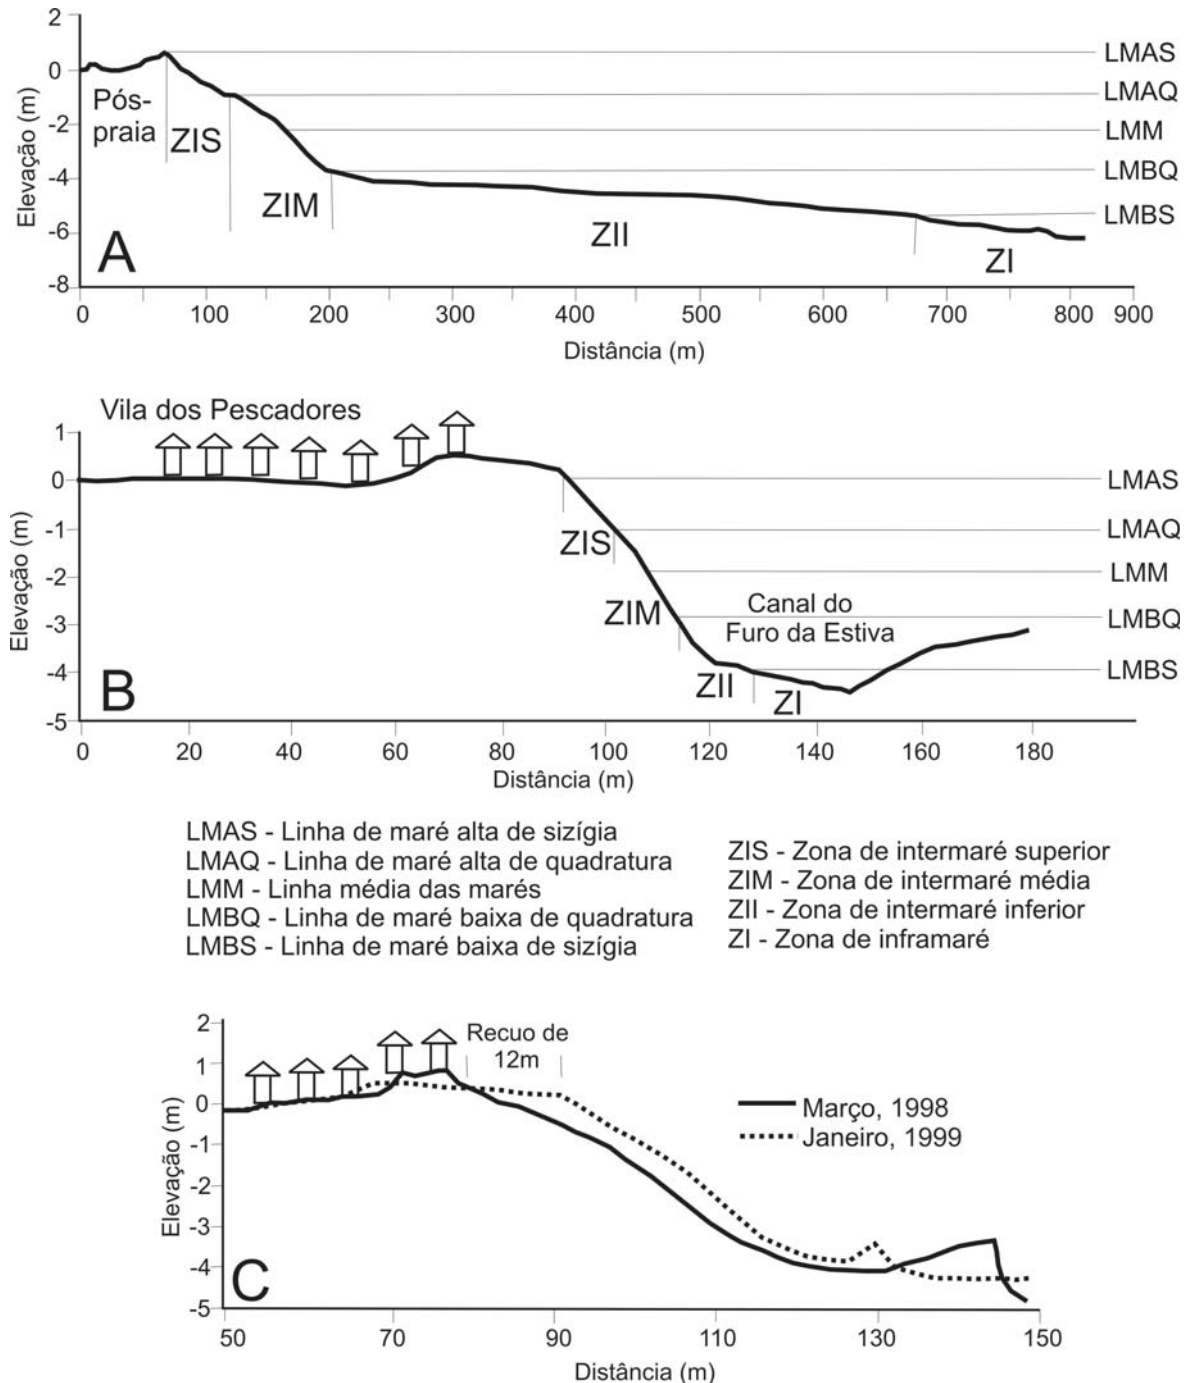 2
0
-2
-4
-6
-8
Elevação (m)
Pós-
praia
ZIS
ZIM
ZII
ZI
LMAS
LMAQ
LMM
LMBQ
LMBS
A
0 100 200 300 400 500 600 700 800 900
Distância (m)
Vila dos Pescadores
1
0
-1
-2
-3
-4
-5
Elevação (m)
ZIS
ZIM
ZII
ZI
Canal do
Furo da Estiva
LMAS
LMAQ
LMM
LMBQ
LMBS
B
0 20 40 60 80 100 120 140 160 180
Distância (m)
LMAS - Linha de maré alta de sizígia
LMAQ - Linha de maré alta de quadratura
LMM - Linha média das marés
LMBQ - Linha de maré baixa de quadratura
LMBS - Linha de maré baixa de sizígia
ZIS - Zona de intermaré superior
ZIM - Zona de intermaré média
ZII - Zona de intermaré inferior
ZI - Zona de inframaré
2
1
0
-1
-2
-3
-4
-5
Elevação (m)
Recuo de
12m
Março, 1998
Janeiro, 1999
C
50 70 90 110 130 150
Distância (m)